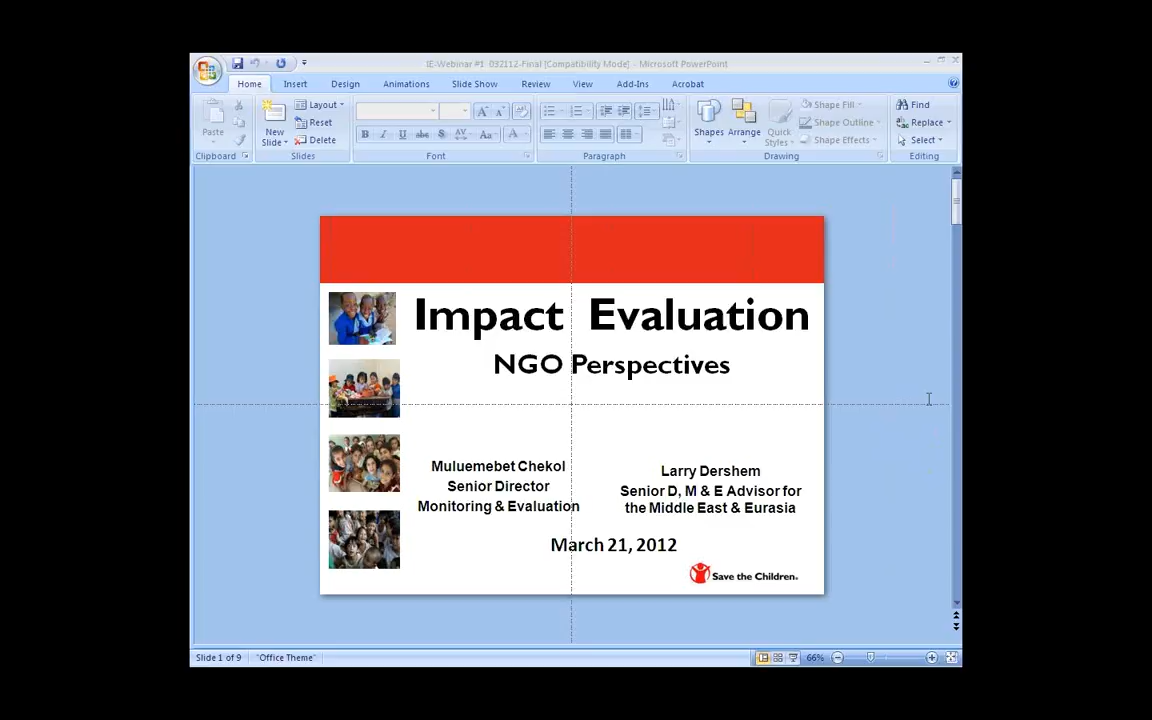 IE-Webinar #1_032112-Final [Compatibility Mode] - Microsoft PowerPoint
Home Insert Design Animations Slide Show Review View Add-Ins Acrobat
Paste
Clipboard
New
Slide
Layout
Reset
Delete
Slides
B I U abc S AV Aa A
Font
Paragraph
Shapes
Arrange
Quick
Styles
Shape Fill
Shape Outline
Shape Effects
Drawing
Find
Replace
Select
Editing
Impact Evaluation
NGO Perspectives
Muluemebet Chekol
Senior Director
Monitoring & Evaluation
Larry Dershem
Senior D, M & E Advisor for
the Middle East & Eurasia
March 21, 2012
Save the Children.
Slide 1 of 9 "Office Theme" 66%